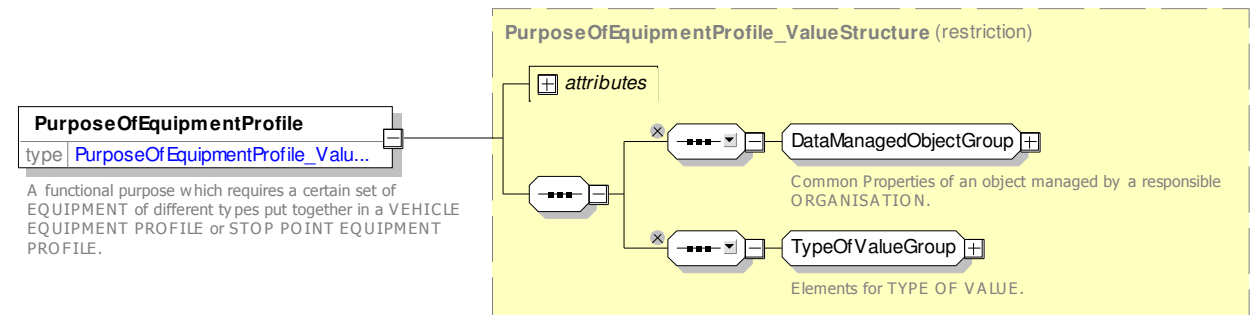 PurposeOfEquipmentProfile_ValueStructure (restriction)
attributes
PurposeOfEquipmentProfile
type PurposeOfEquipmentProfile_Valu...
A functional purpose which requires a certain set of
EQUIPMENT of different types put together in a VEHICLE
EQUIPMENT PROFILE or STOP POINT EQUIPMENT
PROFILE.
DataManagedObjectGroup
Common Properties of an object managed by a responsible
ORGANISATION.
TypeOfValueGroup
Elements for TYPE OF VALUE.